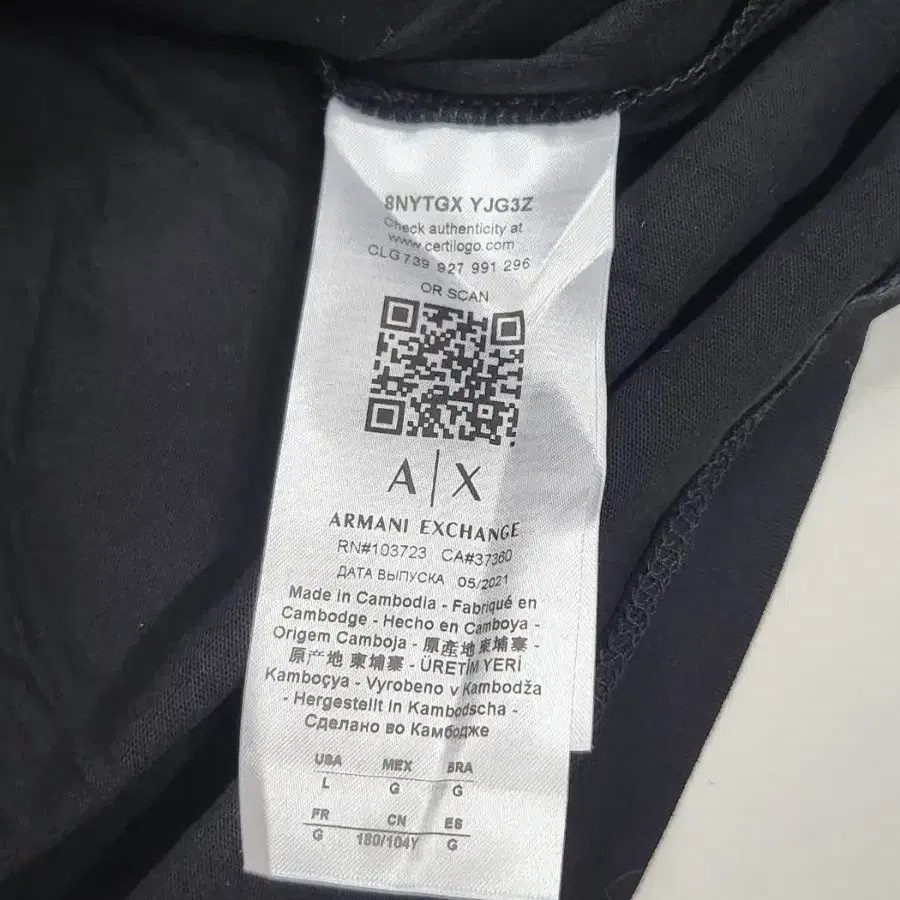 8NYTGX YJG3Z
Check authenticity at
www.certilogo.com
CLG 739 927 991 296
OR SCAN
A|X
ARMANI EXCHANGE
RN#103723 CA#37360
ДАТА ВЫПУСКА 05/2021
Made in Cambodia - Fabriqué en
Cambodge - Hecho en Camboya -
Origem Camboja - 原產地 柬埔寨 -
原产地 柬埔寨 - ÜRETİM YERİ
Kamboçya - Vyrobeno v Kambodža
- Hergestellt in Kambodscha -
Сделано во Камбодже
USA MEX BRA
L G G
FR CN ES
G 180/104Y G